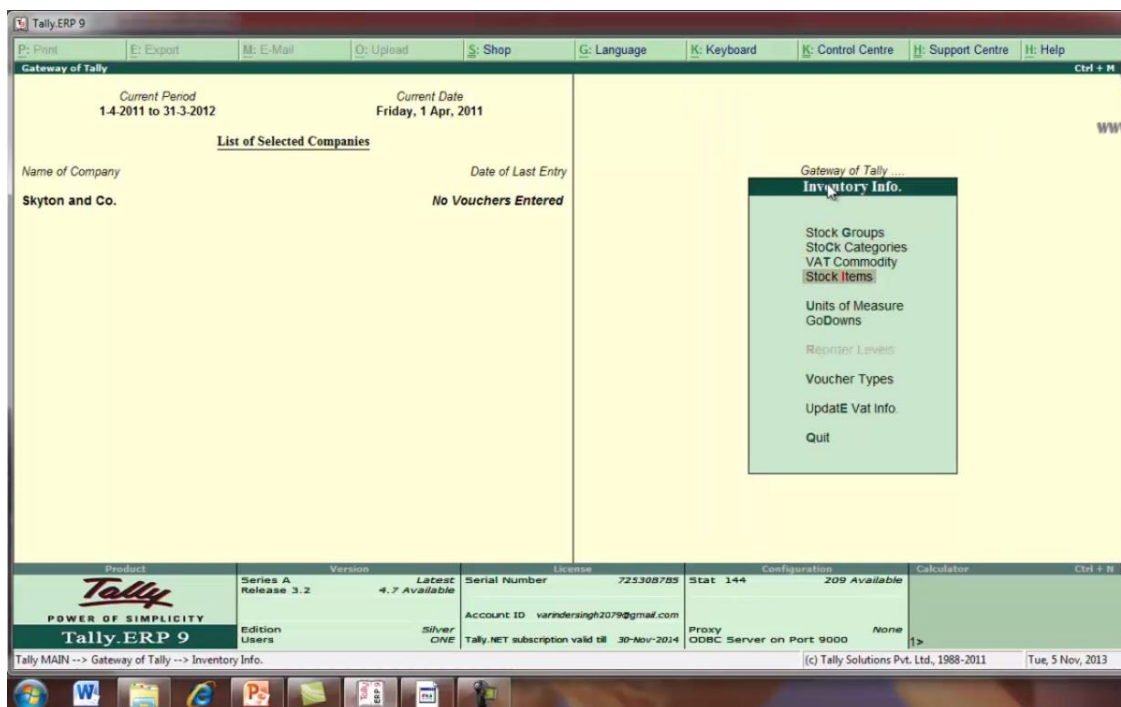 Tally.ERP 9
P: Print E: Export M: E-Mail O: Upload S: Shop G: Language K: Keyboard K: Control Centre H: Support Centre H: Help
Gateway of Tally Ctrl + M
Current Period Current Date
1-4-2011 to 31-3-2012 Friday, 1 Apr, 2011
List of Selected Companies
Name of Company Date of Last Entry
Skyton and Co. No Vouchers Entered
Gateway of Tally ....
Inventory Info.
Stock Groups
StoCk Categories
VAT Commodity
Stock Items
Units of Measure
GoDowns
Reorder Levels
Voucher Types
UpdatE Vat Info.
Quit
Product Version License Configuration Calculator Ctrl + N
Tally
POWER OF SIMPLICITY
Tally.ERP 9
Series A Latest
Release 3.2 4.7 Available
Edition Silver
Users ONE
Serial Number 725308785
Account ID varindersingh2079@gmail.com
Tally.NET subscription valid till 30-Nov-2014
Stat 144 209 Available
Proxy None
ODBC Server on Port 9000
1>
Tally MAIN --> Gateway of Tally --> Inventory Info. (c) Tally Solutions Pvt. Ltd., 1988-2011 Tue, 5 Nov, 2013